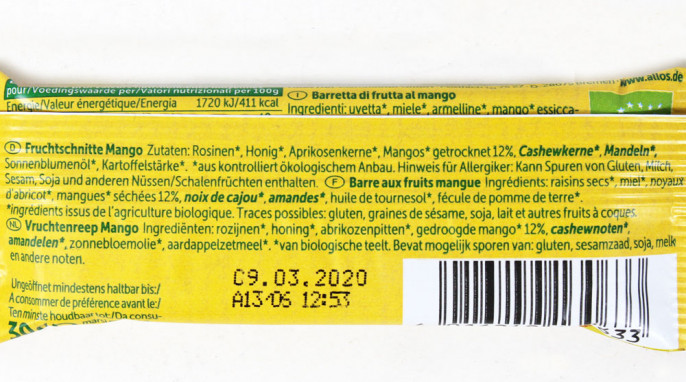 www.allos.de
pour/Voedingswaarde per/Valori nutrizionali per 100g
Energie/Valeur énergétique/Energia 1720 kJ/411 kcal
I Barretta di frutta al mango
Ingredienti: uvetta*, miele*, armelline*, mango* essicca-
D Fruchtschnitte Mango Zutaten: Rosinen*, Honig*, Aprikosenkerne*, Mangos* getrocknet 12%, Cashewkerne*, Mandeln*,
Sonnenblumenöl*, Kartoffelstärke*. *aus kontrolliert ökologischem Anbau. Hinweis für Allergiker: Kann Spuren von Gluten, Milch,
Sesam, Soja und anderen Nüssen/Schalenfrüchten enthalten. F Barre aux fruits mangue Ingrédients: raisins secs*, miel*, noyaux
d'abricot*, mangues* séchées 12%, noix de cajou*, amandes*, huile de tournesol*, fécule de pomme de terre*.
*ingrédients issus de l'agriculture biologique. Traces possibles: gluten, graines de sésame, soja, lait et autres fruits à coques.
NL Vruchtenreep Mango Ingrediënten: rozijnen*, honing*, abrikozenpitten*, gedroogde mango* 12%, cashewnoten*,
amandelen*, zonnebloemolie*, aardappelzetmeel*. *van biologische teelt. Bevat mogelijk sporen van: gluten, sesamzaad, soja, melk
en andere noten.
Ungeöffnet mindestens haltbar bis:/
A consommer de préférence avant le:/
Ten minste houdbaar tot:/Da consu-
09.03.2020
A13-06 12:53
30
33